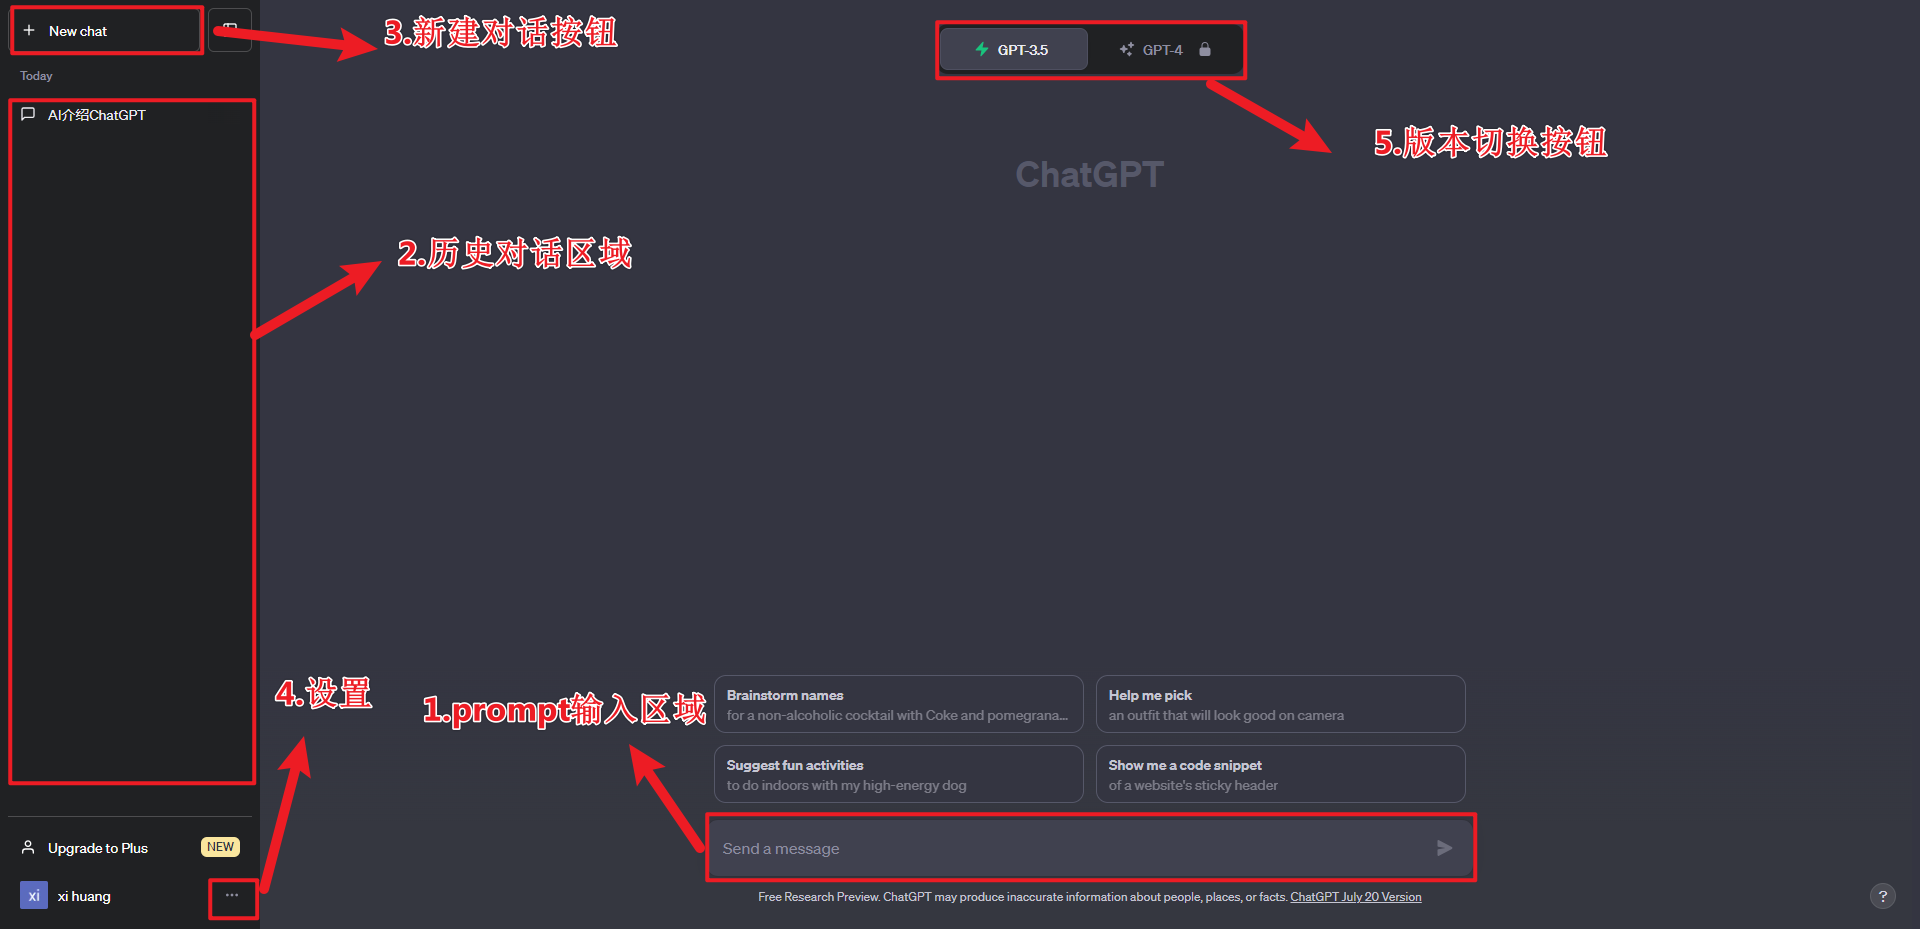 New chat
3.新建对话按钮
GPT-3.5
GPT-4
Today
AI介绍ChatGPT
5.版本切换按钮
ChatGPT
2.历史对话区域
4.设置
1.prompt输入区域
Brainstorm names
for a non-alcoholic cocktail with Coke and pomegrana...
Help me pick
an outfit that will look good on camera
Suggest fun activities
to do indoors with my high-energy dog
Show me a code snippet
of a website's sticky header
Upgrade to Plus
NEW
Send a message
xi
xi huang
Free Research Preview. ChatGPT may produce inaccurate information about people, places, or facts. ChatGPT July 20 Version
?